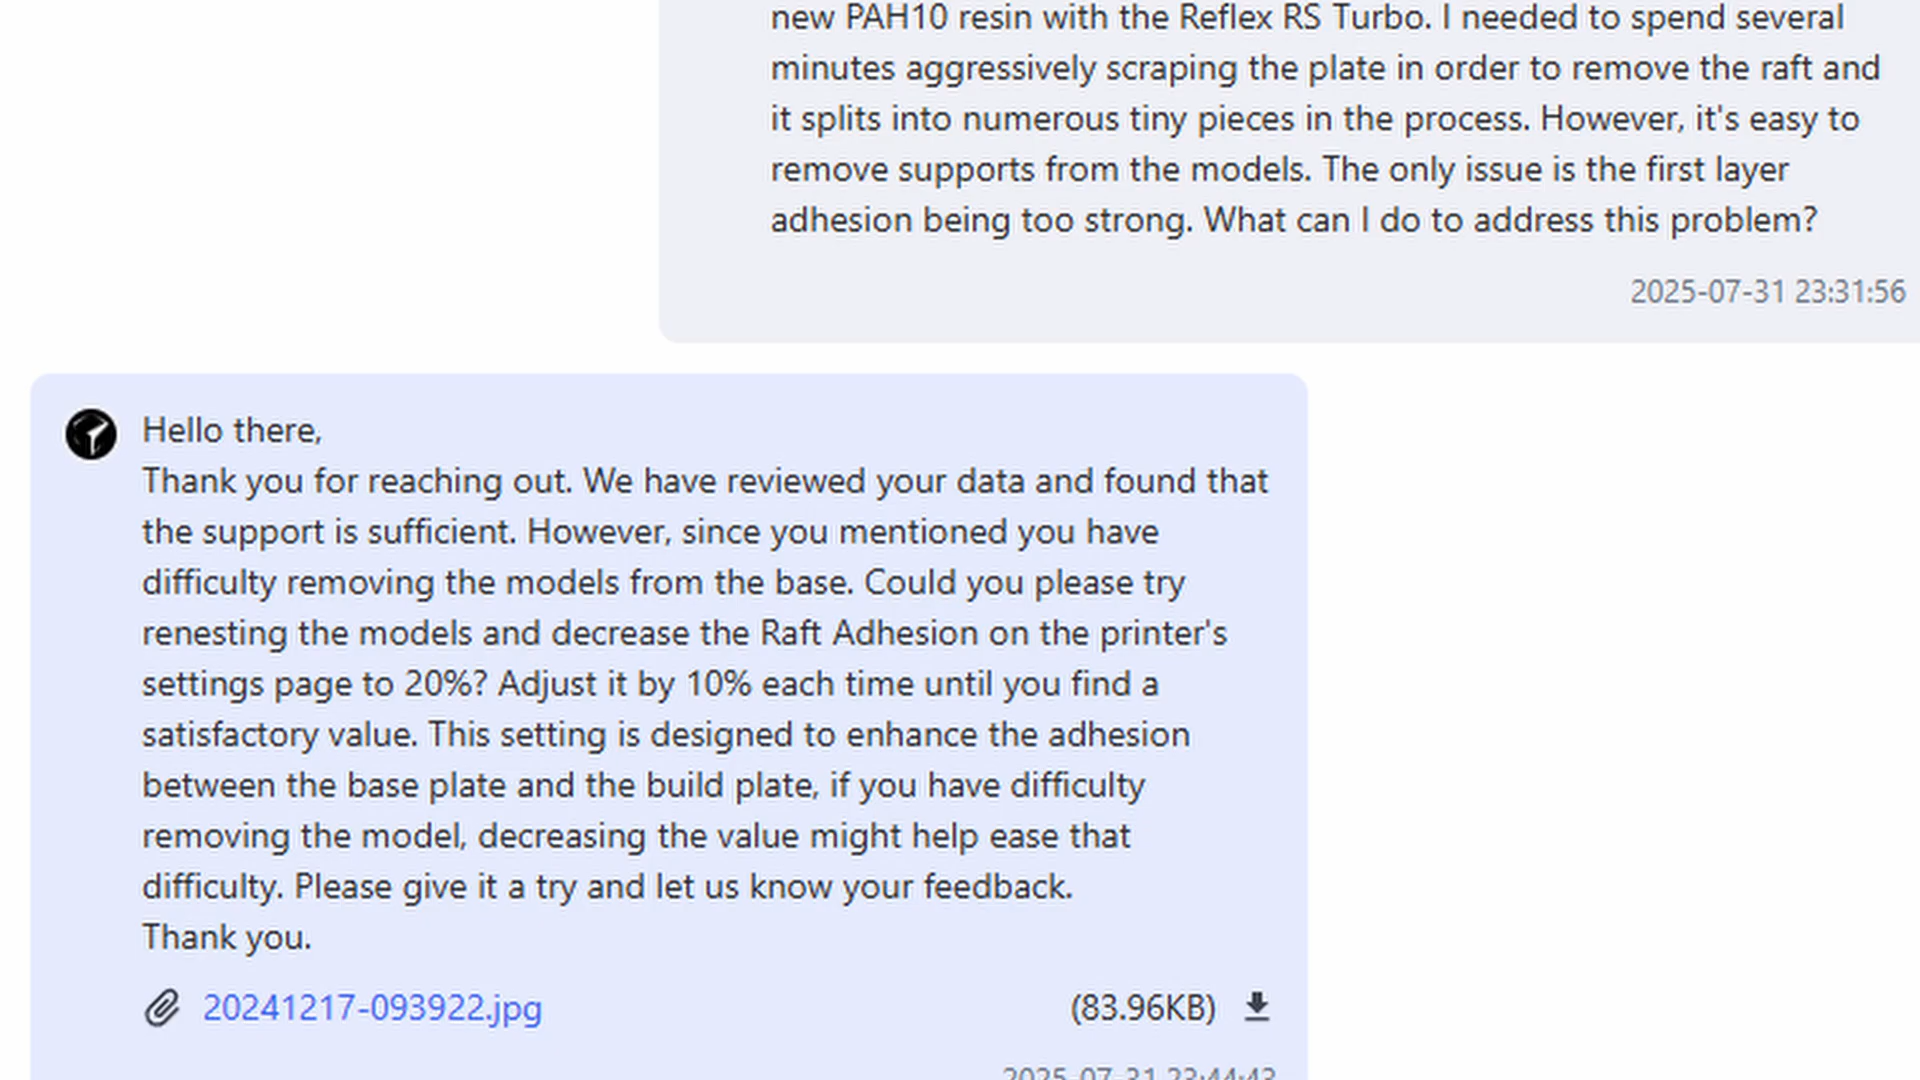 new PAH10 resin with the Reflex RS Turbo. I needed to spend several
minutes aggressively scraping the plate in order to remove the raft and
it splits into numerous tiny pieces in the process. However, it's easy to
remove supports from the models. The only issue is the first layer
adhesion being too strong. What can I do to address this problem?
2025-07-31 23:31:56
Hello there,
Thank you for reaching out. We have reviewed your data and found that
the support is sufficient. However, since you mentioned you have
difficulty removing the models from the base. Could you please try
renesting the models and decrease the Raft Adhesion on the printer's
settings page to 20%? Adjust it by 10% each time until you find a
satisfactory value. This setting is designed to enhance the adhesion
between the base plate and the build plate, if you have difficulty
removing the model, decreasing the value might help ease that
difficulty. Please give it a try and let us know your feedback.
Thank you.
20241217-093922.jpg (83.96KB)
2025-07-31 23:44:43